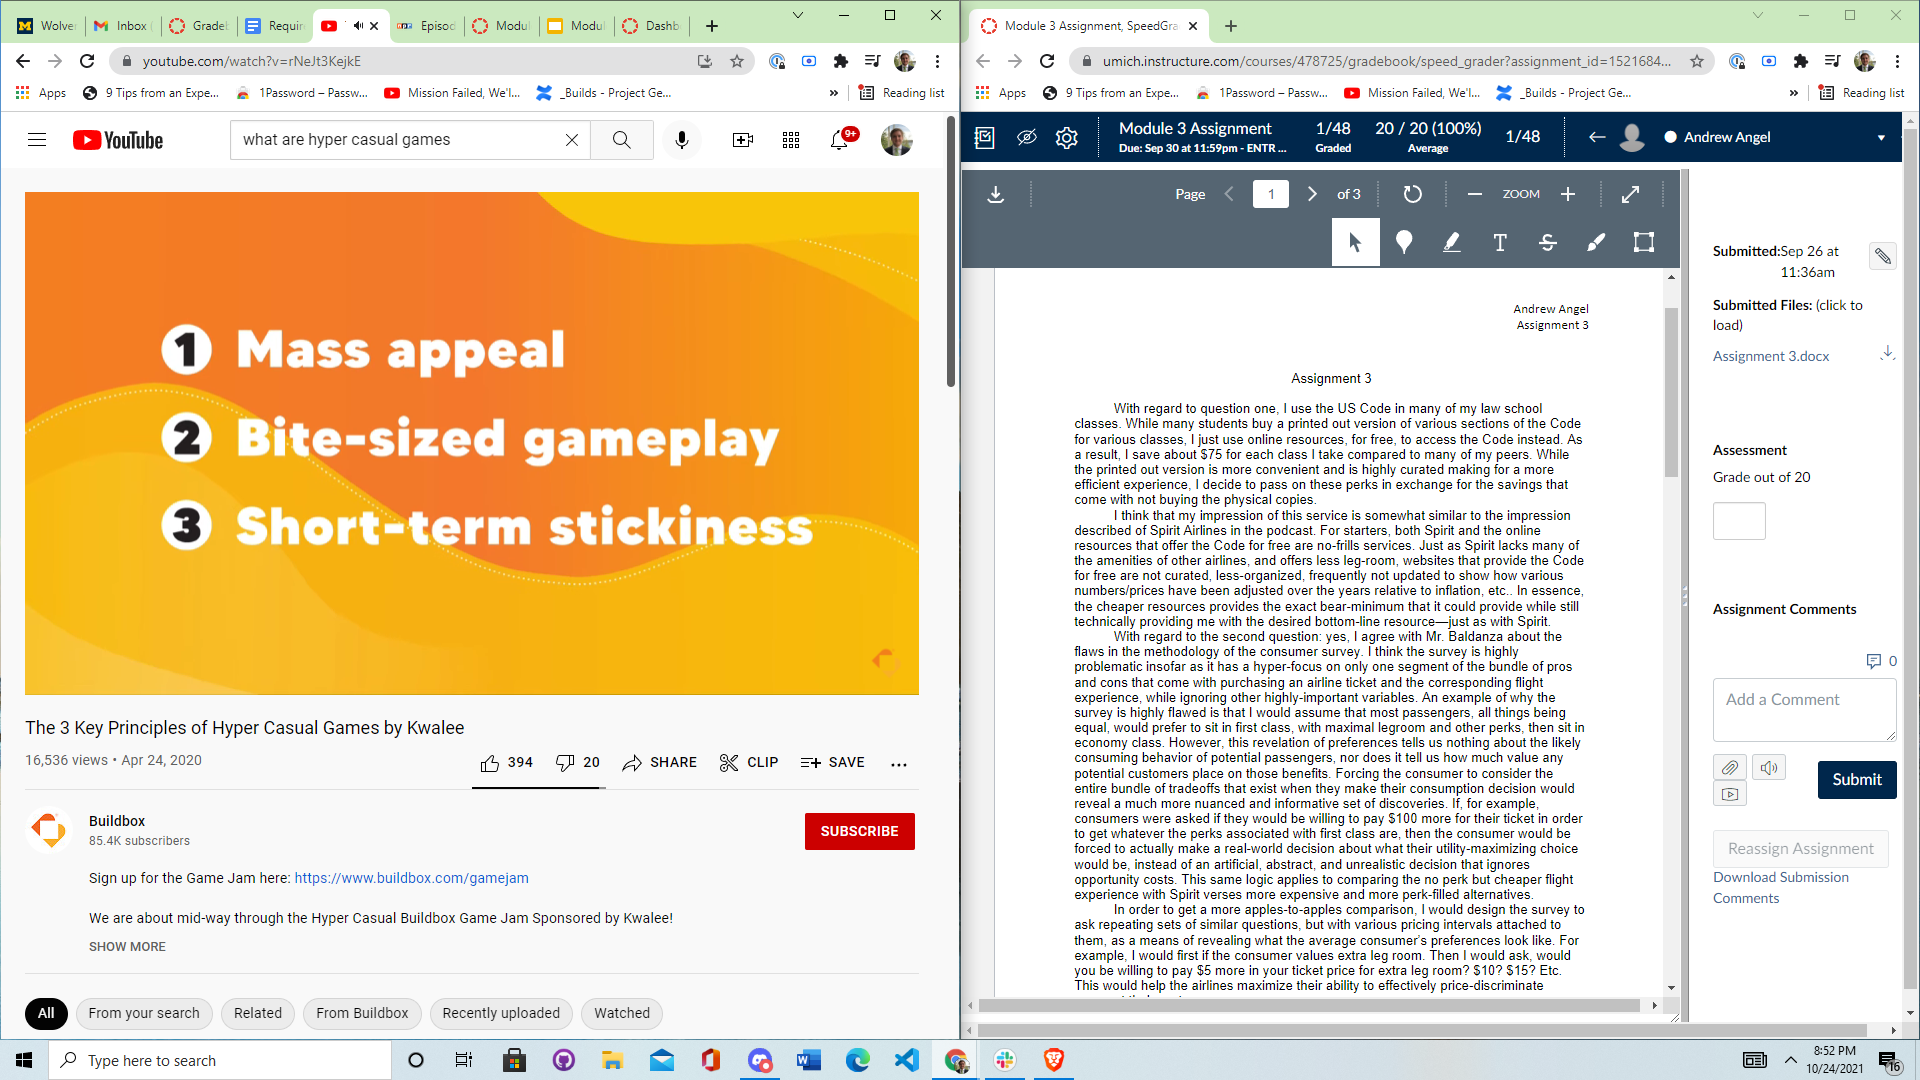 Wolver
Inbox (
Gradeb
Require
Episod
Modul
Modul
Dashb
youtube.com/watch?v=rNeJt3KejkE
Apps
9 Tips from an Expe...
1Password – Passw...
Mission Failed, We'l...
_Builds - Project Ge...
»
Reading list
YouTube
what are hyper casual games
9+
1 Mass appeal
2 Bite-sized gameplay
3 Short-term stickiness
The 3 Key Principles of Hyper Casual Games by Kwalee
16,536 views • Apr 24, 2020
394
20
SHARE
CLIP
SAVE
Buildbox
85.4K subscribers
SUBSCRIBE
Sign up for the Game Jam here: https://www.buildbox.com/gamejam
We are about mid-way through the Hyper Casual Buildbox Game Jam Sponsored by Kwalee!
SHOW MORE
All
From your search
Related
From Buildbox
Recently uploaded
Watched
Module 3 Assignment, SpeedGra
umich.instructure.com/courses/478725/gradebook/speed_grader?assignment_id=1521684...
Apps
9 Tips from an Expe...
1Password – Passw...
Mission Failed, We'l...
_Builds - Project Ge...
»
Reading list
Module 3 Assignment
Due: Sep 30 at 11:59pm - ENTR ...
1/48
Graded
20 / 20 (100%)
Average
1/48
Andrew Angel
Page
1
of 3
ZOOM
T
Andrew Angel
Assignment 3
Assignment 3
With regard to question one, I use the US Code in many of my law school
classes. While many students buy a printed out version of various sections of the Code
for various classes, I just use online resources, for free, to access the Code instead. As
a result, I save about $75 for each class I take compared to many of my peers. While
the printed out version is more convenient and is highly curated making for a more
efficient experience, I decide to pass on these perks in exchange for the savings that
come with not buying the physical copies.
I think that my impression of this service is somewhat similar to the impression
described of Spirit Airlines in the podcast. For starters, both Spirit and the online
resources that offer the Code for free are no-frills services. Just as Spirit lacks many of
the amenities of other airlines, and offers less leg-room, websites that provide the Code
for free are not curated, less-organized, frequently not updated to show how various
numbers/prices have been adjusted over the years relative to inflation, etc.. In essence,
the cheaper resources provides the exact bear-minimum that it could provide while still
technically providing me with the desired bottom-line resource—just as with Spirit.
With regard to the second question: yes, I agree with Mr. Baldanza about the
flaws in the methodology of the consumer survey. I think the survey is highly
problematic insofar as it has a hyper-focus on only one segment of the bundle of pros
and cons that come with purchasing an airline ticket and the corresponding flight
experience, while ignoring other highly-important variables. An example of why the
survey is highly flawed is that I would assume that most passengers, all things being
equal, would prefer to sit in first class, with maximal legroom and other perks, then sit in
economy class. However, this revelation of preferences tells us nothing about the likely
consuming behavior of potential passengers, nor does it tell us how much value any
potential customers place on those benefits. Forcing the consumer to consider the
entire bundle of tradeoffs that exist when they make their consumption decision would
reveal a much more nuanced and informative set of discoveries. If, for example,
consumers were asked if they would be willing to pay $100 more for their ticket in order
to get whatever the perks associated with first class are, then the consumer would be
forced to actually make a real-world decision about what their utility-maximizing choice
would be, instead of an artificial, abstract, and unrealistic decision that ignores
opportunity costs. This same logic applies to comparing the no perk but cheaper flight
experience with Spirit verses more expensive and more perk-filled alternatives.
In order to get a more apples-to-apples comparison, I would design the survey to
ask repeating sets of similar questions, but with various pricing intervals attached to
them, as a means of revealing what the average consumer's preferences look like. For
example, I would first if the consumer values extra leg room. Then I would ask, would
you be willing to pay $5 more in your ticket price for extra leg room? $10? $15? Etc.
This would help the airlines maximize their ability to effectively price-discriminate
Submitted: Sep 26 at
11:36am
Submitted Files: (click to
load)
Assignment 3.docx
Assessment
Grade out of 20
Assignment Comments
0
Add a Comment
Submit
Reassign Assignment
Download Submission
Comments
Type here to search
8:52 PM
10/24/2021
16